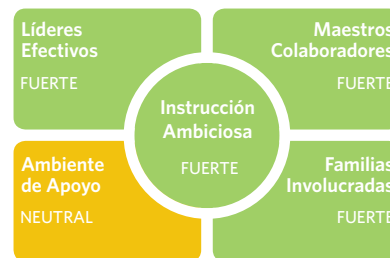 Líderes
Efectivos
FUERTE
Maestros
Colaboradores
FUERTE
Instrucción
Ambiciosa
FUERTE
Ambiente
de Apoyo
NEUTRAL
Familias
Involucradas
FUERTE